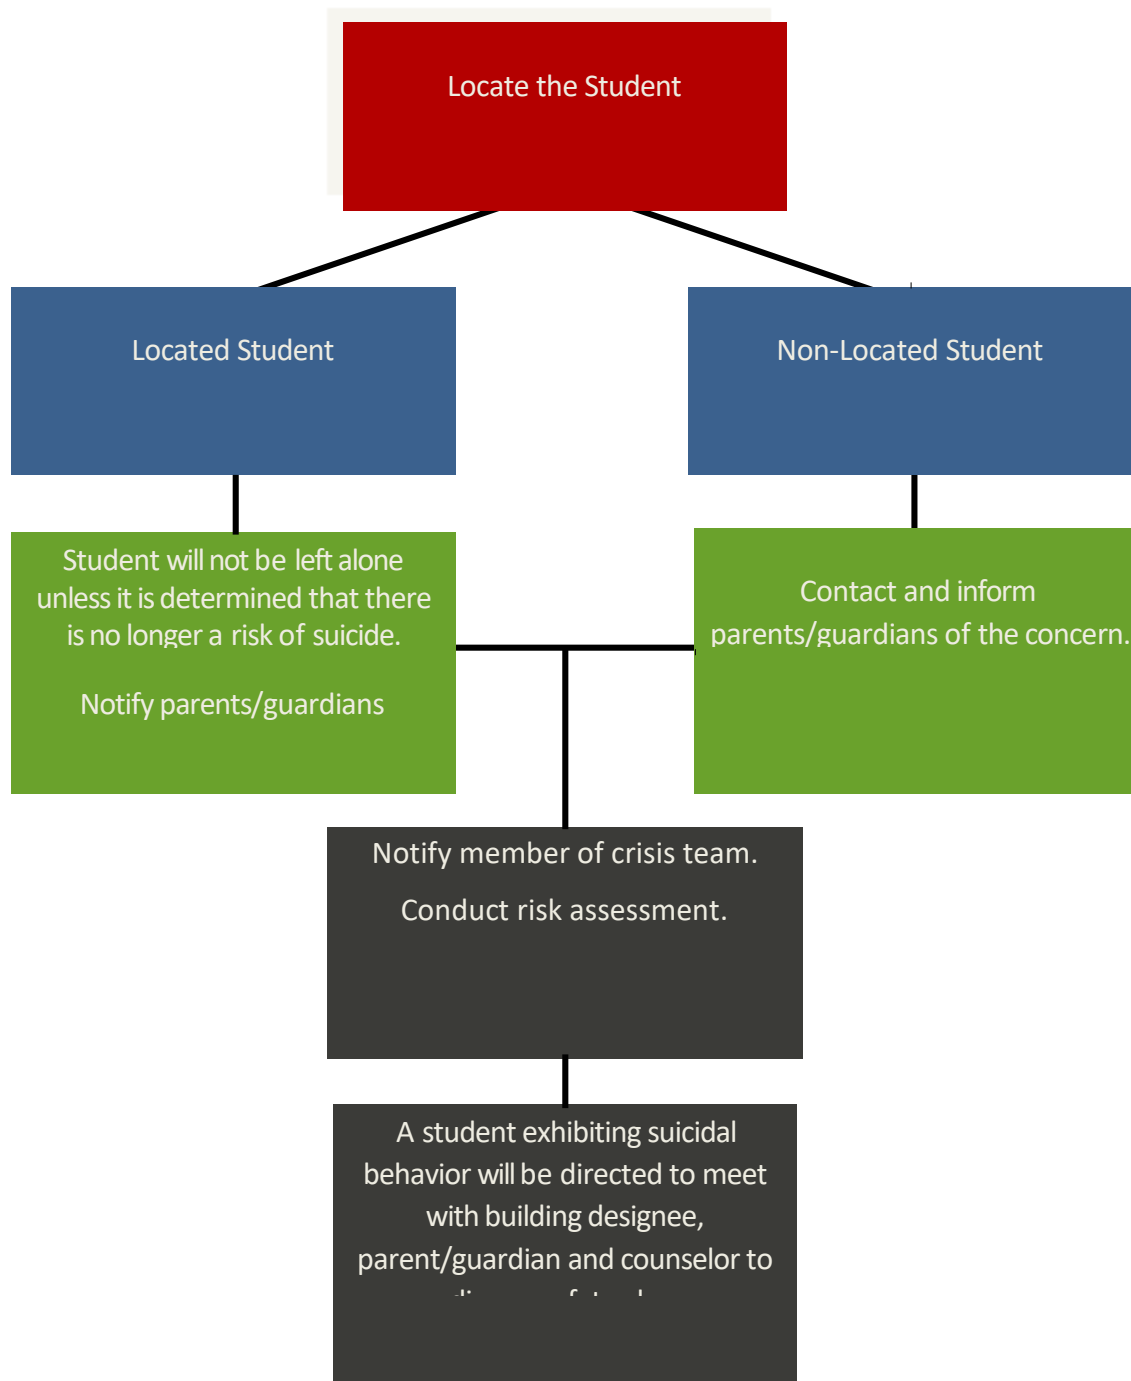 Locate the Student
Located Student
Non-Located Student
Student will not be left alone
unless it is determined that there
is no longer a risk of suicide.
Notify parents/guardians
Contact and inform
parents/guardians of the concern.
Notify member of crisis team.
Conduct risk assessment.
A student exhibiting suicidal
behavior will be directed to meet
with building designee,
parent/guardian and counselor to